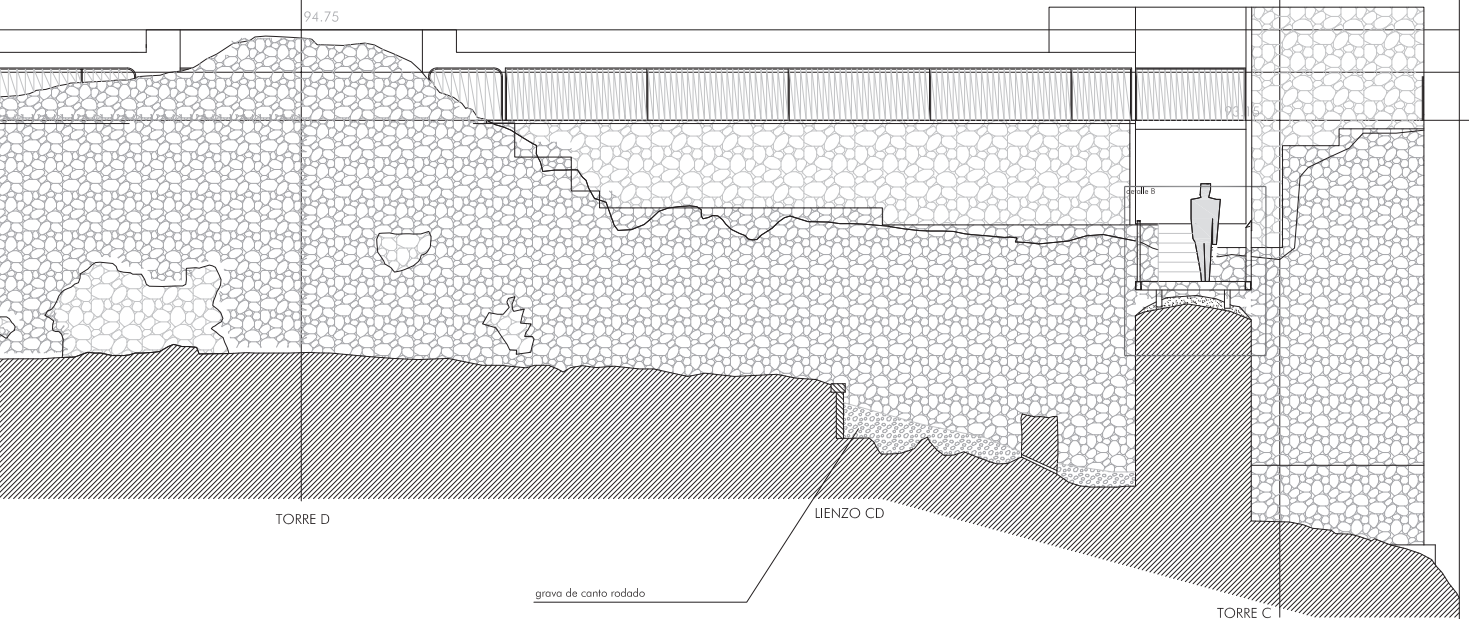 94.75
detalle B
TORRE D
LIENZO CD
grava de canto rodado
TORRE C